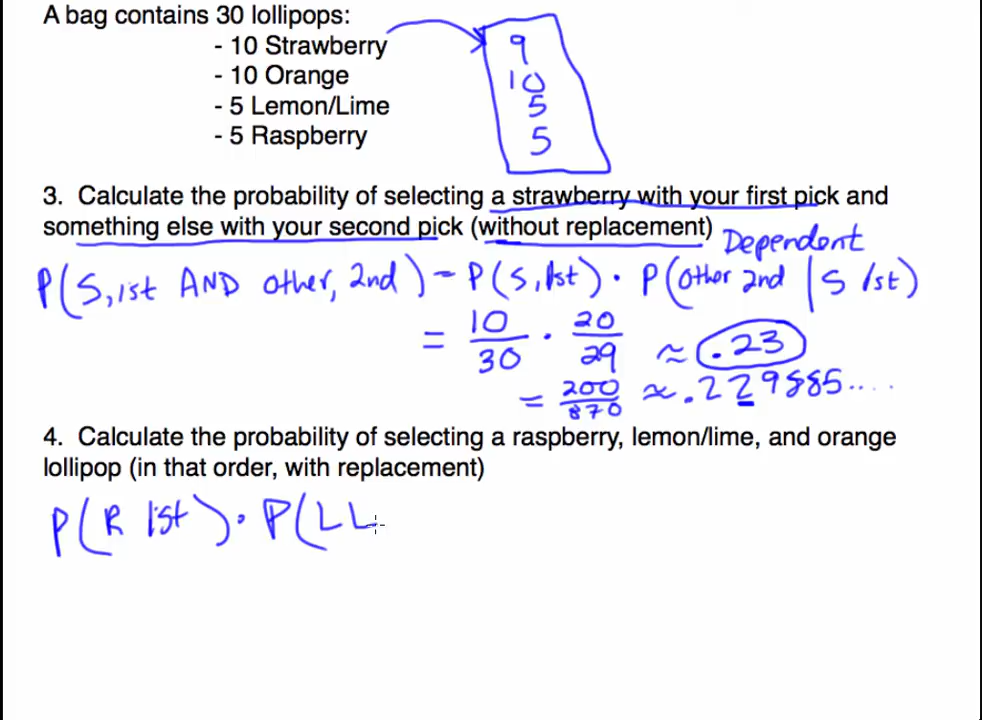 A bag contains 30 lollipops:
- 10 Strawberry
- 10 Orange
- 5 Lemon/Lime
- 5 Raspberry
9
10
5
5
3. Calculate the probability of selecting a strawberry with your first pick and
something else with your second pick (without replacement)
Dependent
P(S,1st AND other, 2nd) = P(S,1st) · P(other 2nd | S 1st)
= 10/30 · 20/29 ≈ .23
= 200/870 ≈ .229885....
4. Calculate the probability of selecting a raspberry, lemon/lime, and orange
lollipop (in that order, with replacement)
P(R 1st) · P(LL